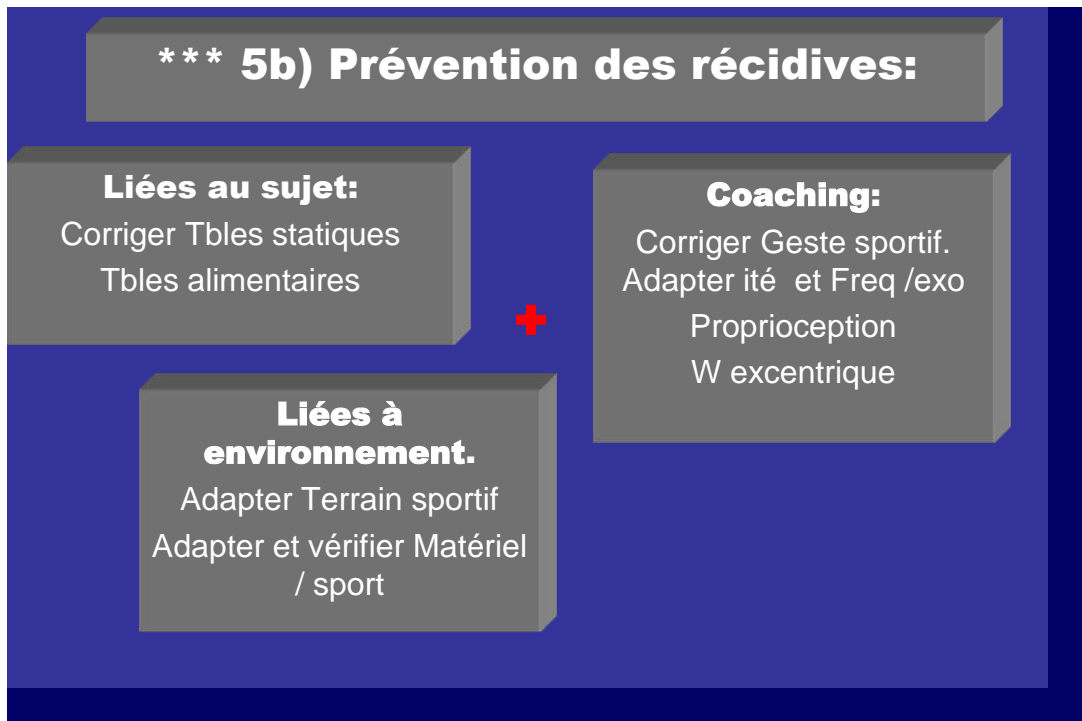 *** 5b) Prévention des récidives:
Liées au sujet:
Corriger Tbles statiques
Tbles alimentaires
Coaching:
Corriger Geste sportif.
Adapter ité et Freq /exo
Proprioception
W excentrique
Liées à
environnement.
Adapter Terrain sportif
Adapter et vérifier Matériel
/ sport